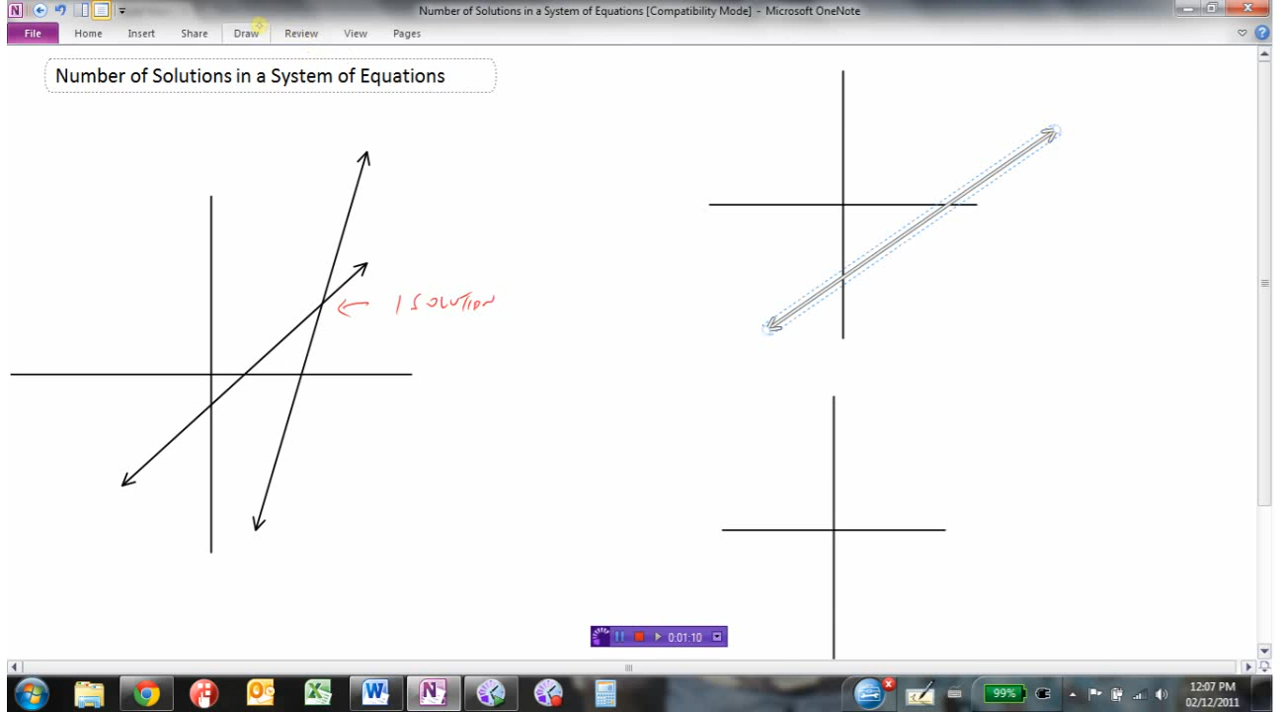 Number of Solutions in a System of Equations [Compatibility Mode] - Microsoft OneNote
File Home Insert Share Draw Review View Pages
Number of Solutions in a System of Equations
1 SOLUTION
0:01:10
99%
12:07 PM
02/12/2011